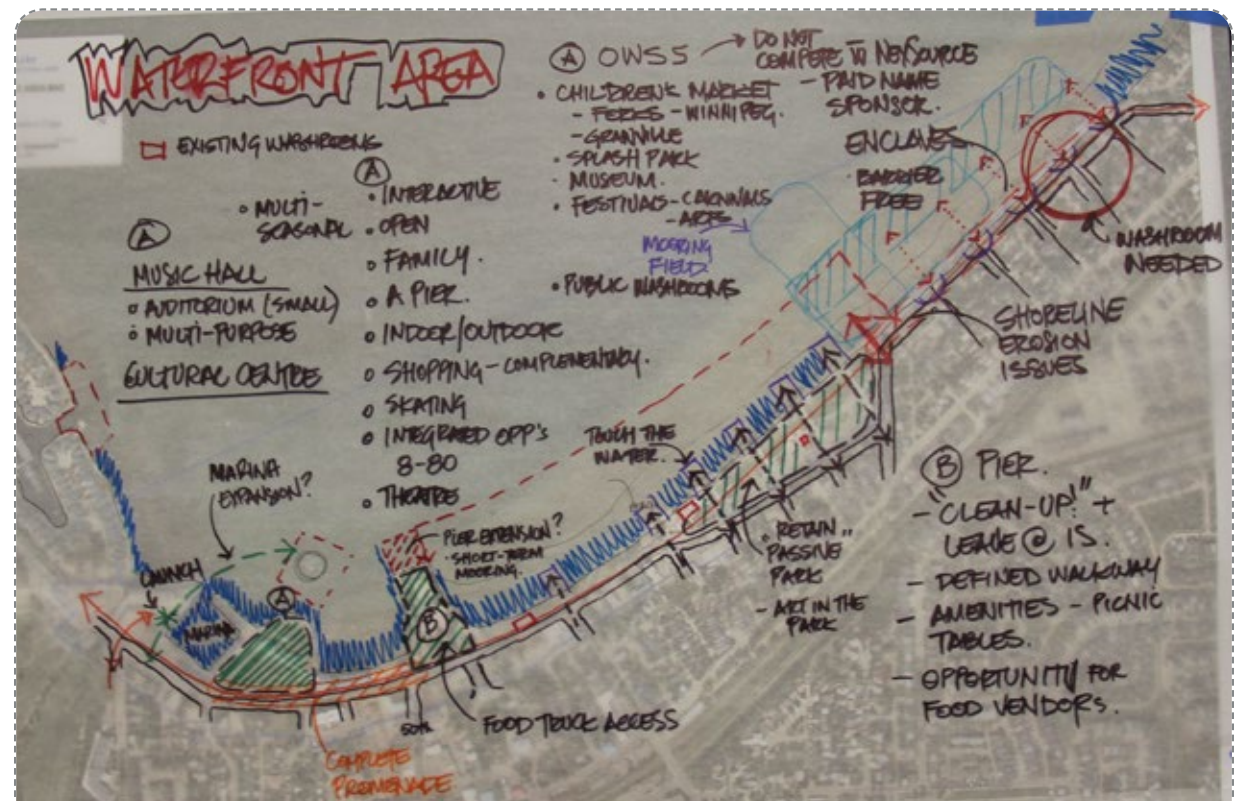 WATERFRONT AREA
EXISTING WASHROOMS
Ⓐ
MUSIC HALL
• AUDITORIUM (SMALL)
• MULTI-PURPOSE
CULTURAL CENTRE
• MULTI-
SEASONAL
Ⓐ
• INTERACTIVE
• OPEN
• FAMILY.
• A PIER.
• INDOOR/OUTDOOR
• SHOPPING - COMPLEMENTARY.
• SKATING
• INTEGRATED OPP'S
8-80
• THEATRE
Ⓐ OWSS
• CHILDREN'S MARKET
- FORKS - WINNIPEG.
- GRANVILLE
• SPLASH PARK
• MUSEUM.
• FESTIVALS - CARNIVALS
- ARTS
• PUBLIC WASHROOMS
DO NOT
COMPETE W NEWSOURCE
- PAID NAME
SPONSOR.
ENCLAVES
BARRIER
FREE
MOORING
FIELD.
WASHROOM
NEEDED
SHORELINE
EROSION
ISSUES
TOUCH THE
WATER.
MARINA
EXPANSION?
LAUNCH
MARINA
Ⓐ
PIER EXTENSION?
• SHORT-TERM
MOORING.
Ⓑ
FOOD TRUCK ACCESS
COMPLETE
PROMENADE
• RETAIN "
PASSIVE
PARK
- ART IN THE
PARK
Ⓑ PIER.
- "CLEAN-UP!" +
LEAVE @ IS.
- DEFINED WALKWAY
- AMENITIES - PICNIC
TABLES.
- OPPORTUNITY FOR
FOOD VENDORS.